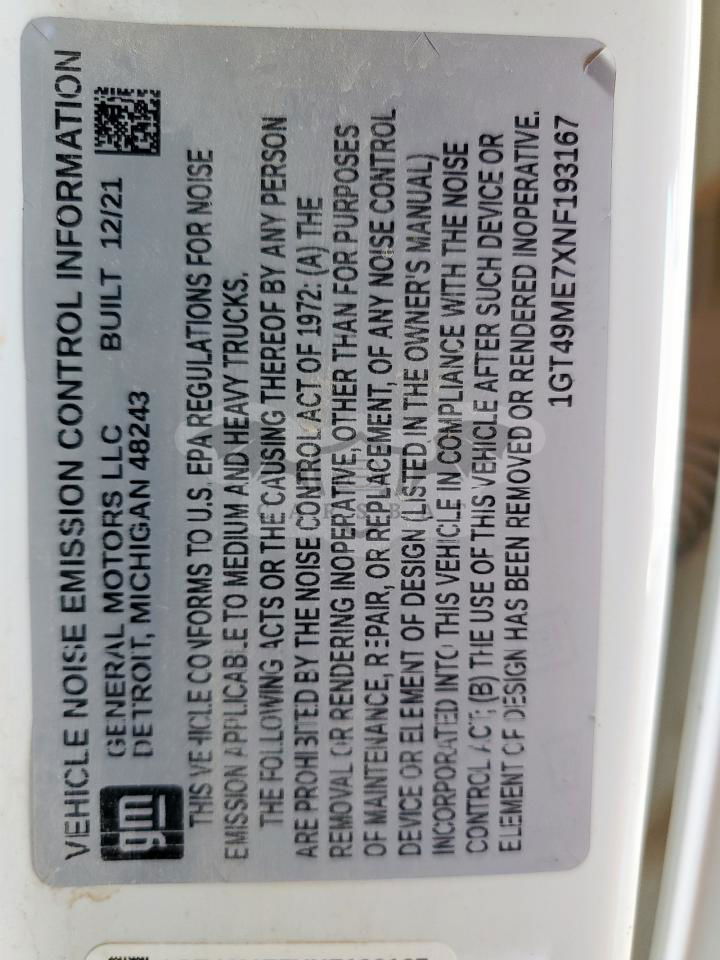 VEHICLE NOISE EMISSION CONTROL INFORMATION
gm
GENERAL MOTORS LLC
DETROIT, MICHIGAN 48243 BUILT 12/21
THIS VEHICLE CONFORMS TO U.S. EPA REGULATIONS FOR NOISE
EMISSION APPLICABLE TO MEDIUM AND HEAVY TRUCKS.
THE FOLLOWING ACTS OR THE CAUSING THEREOF BY ANY PERSON
ARE PROHIBITED BY THE NOISE CONTROL ACT OF 1972: (A) THE
REMOVAL OR RENDERING INOPERATIVE, OTHER THAN FOR PURPOSES
OF MAINTENANCE, REPAIR, OR REPLACEMENT, OF ANY NOISE CONTROL
DEVICE OR ELEMENT OF DESIGN (LISTED IN THE OWNER'S MANUAL)
INCORPORATED INTO THIS VEHICLE IN COMPLIANCE WITH THE NOISE
CONTROL ACT; (B) THE USE OF THIS VEHICLE AFTER SUCH DEVICE OR
ELEMENT OF DESIGN HAS BEEN REMOVED OR RENDERED INOPERATIVE.
1GT49ME7XNF193167